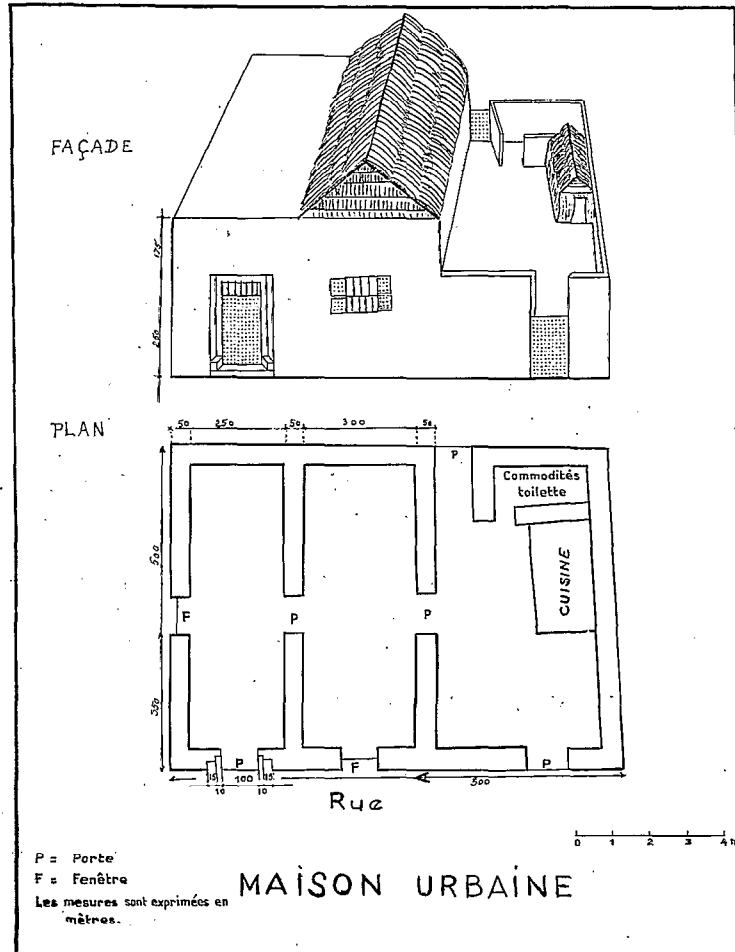 FAÇADE
175
260
PLAN
50 250 50 300 50
P
Commodités
toilette
CUISINE
500
F P P
350
P F P
15 100 15
10 10
500
Rue
0 1 2 3 4 m
P = Porte
F = Fenêtre
Les mesures sont exprimées en
mètres.
MAISON URBAINE